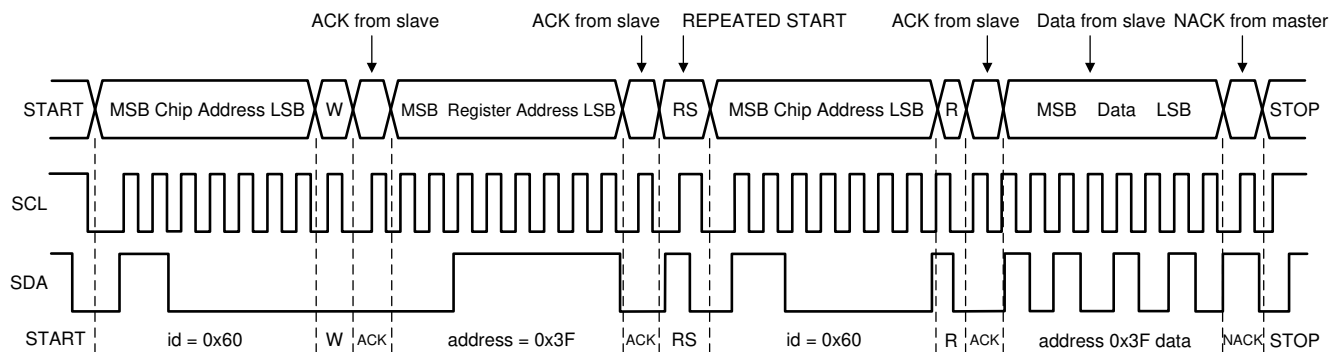 ACK from slave ACK from slave REPEATED START ACK from slave Data from slave NACK from master
START MSB Chip Address LSB W MSB Register Address LSB RS MSB Chip Address LSB R MSB Data LSB STOP
SCL
SDA
START id = 0x60 W ACK address = 0x3F ACK RS id = 0x60 R ACK address 0x3F data NACK STOP